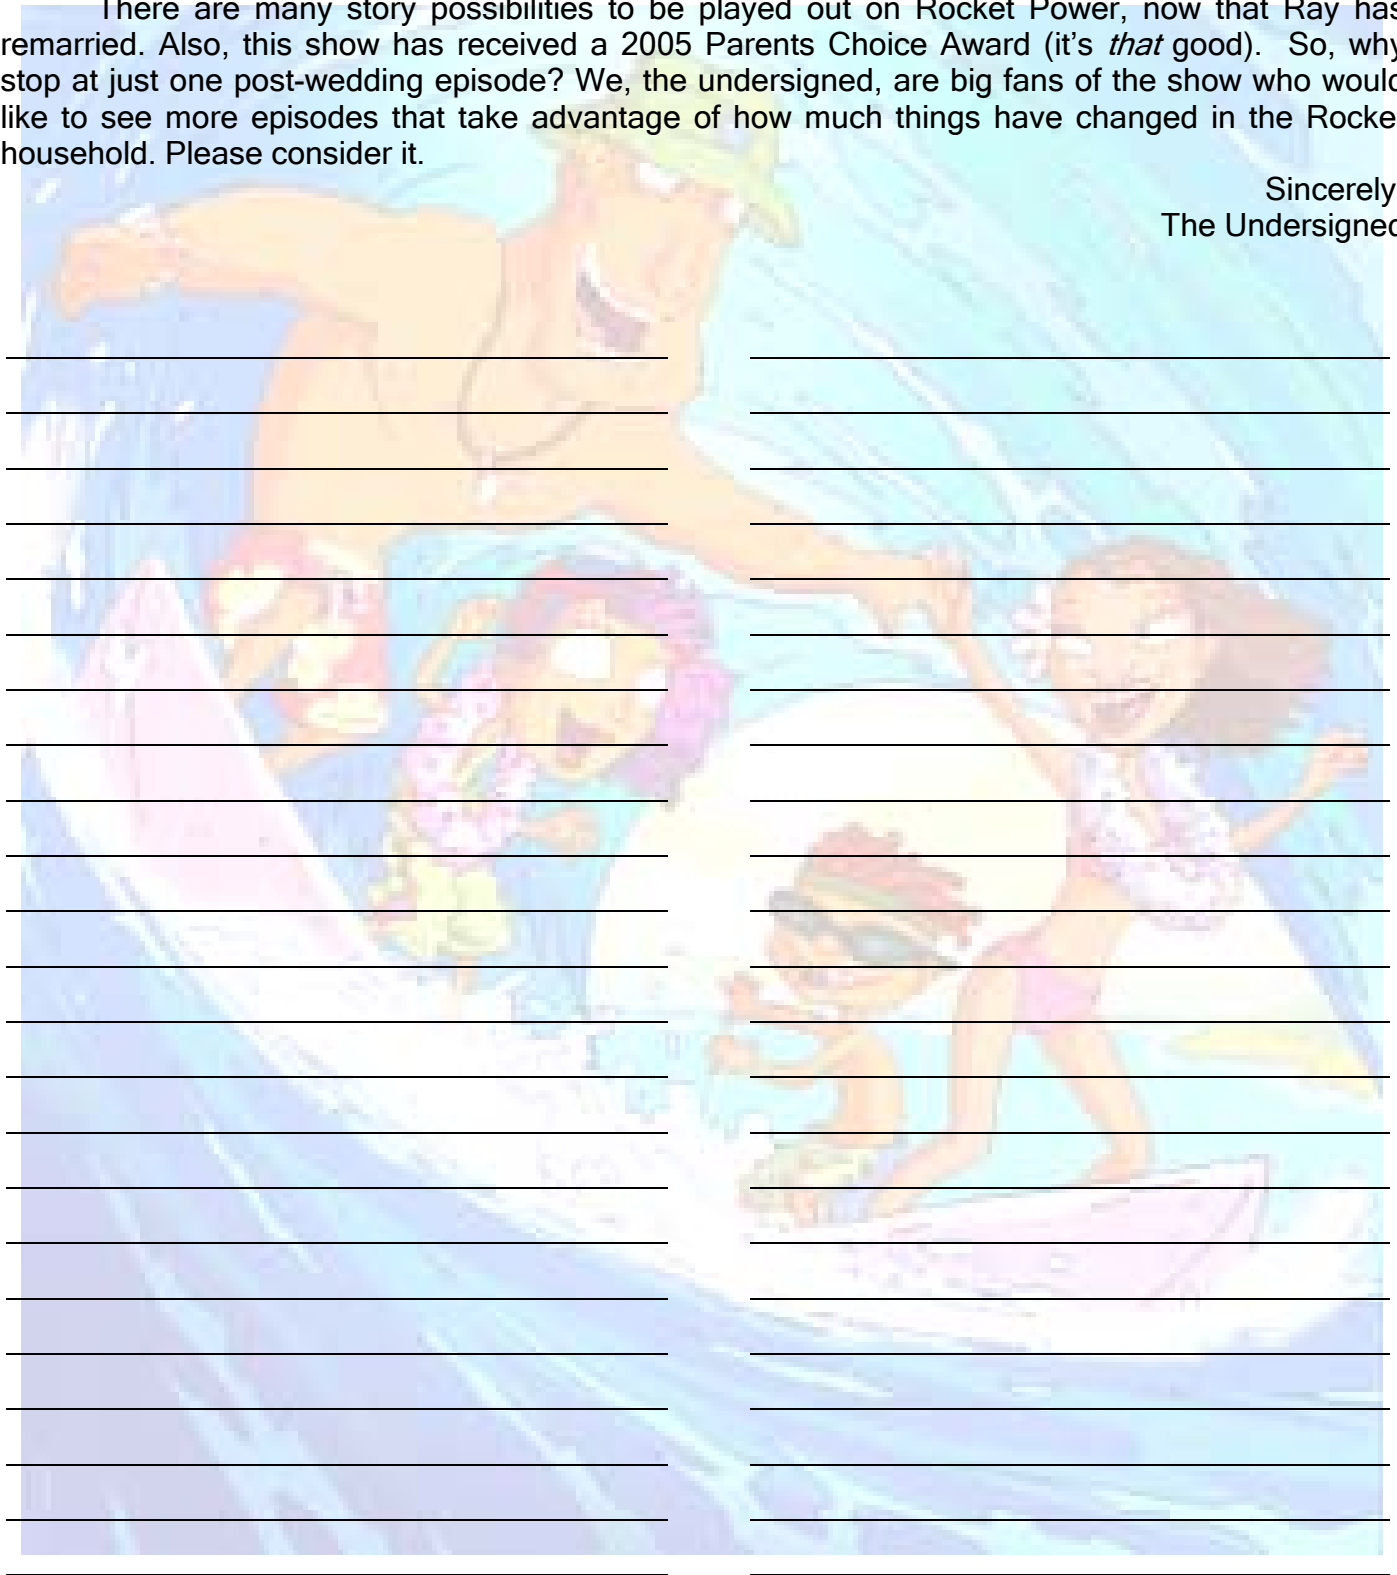 There are many story possibilities to be played out on Rocket Power, now that Ray has
remarried. Also, this show has received a 2005 Parents Choice Award (it's that good). So, why
stop at just one post-wedding episode? We, the undersigned, are big fans of the show who would
like to see more episodes that take advantage of how much things have changed in the Rocke
household. Please consider it.
Sincerely
The Undersigned